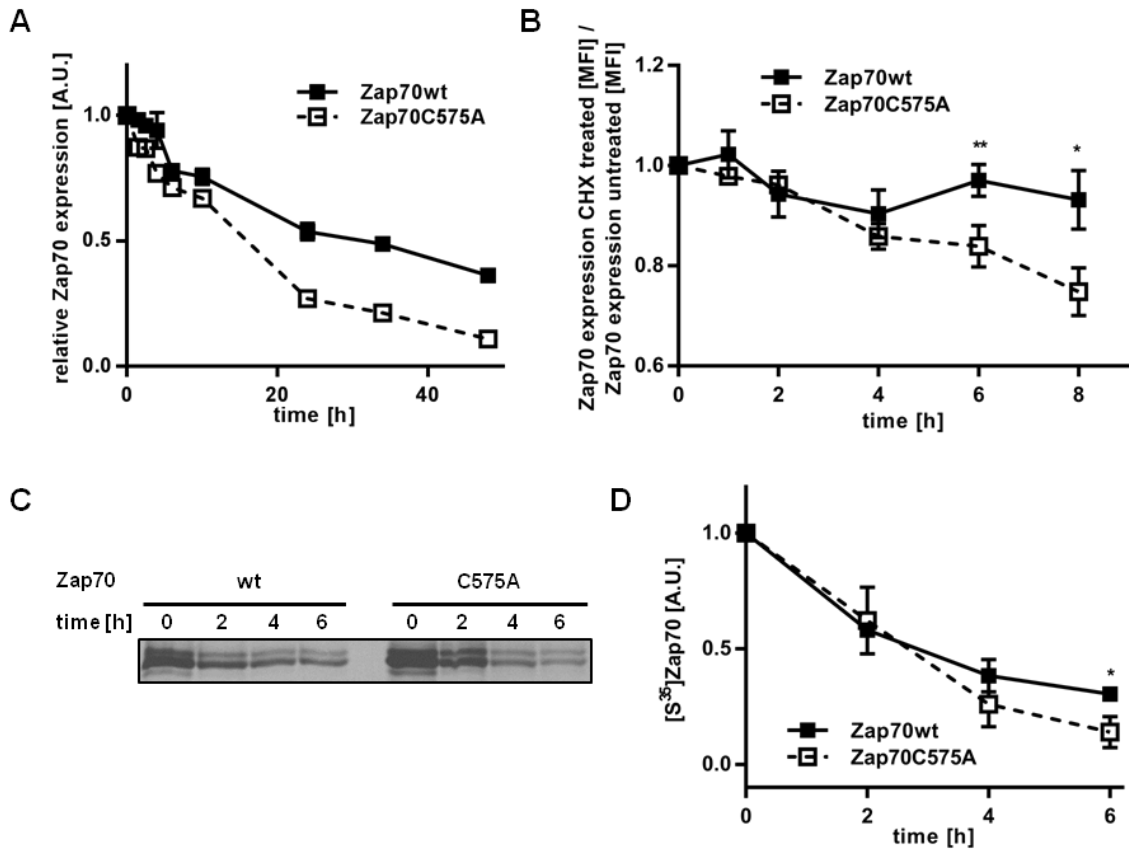 A
relative Zap70 expression [A.U.]
1.0
0.5
0.0
0
20
40
time [h]
Zap70wt
Zap70C575A
B
Zap70 expression CHX treated [MFI] /
Zap70 expression untreated [MFI]
1.2
1.0
0.8
0.6
0
2
4
6
8
time [h]
Zap70wt
Zap70C575A
**
*
C
Zap70 wt C575A
time [h] 0 2 4 6 0 2 4 6
D
[S³⁵]Zap70 [A.U.]
1.0
0.5
0.0
0
2
4
6
time [h]
Zap70wt
Zap70C575A
*